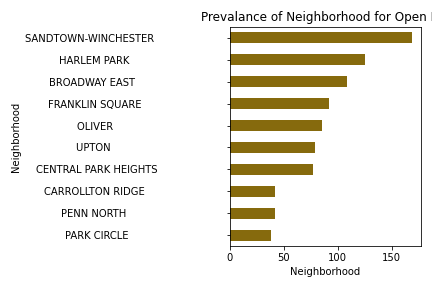 Prevalance of Neighborhood for Open
SANDTOWN-WINCHESTER
HARLEM PARK
BROADWAY EAST
FRANKLIN SQUARE
OLIVER
UPTON
CENTRAL PARK HEIGHTS
CARROLLTON RIDGE
PENN NORTH
PARK CIRCLE
Neighborhood
0 50 100 150
Neighborhood